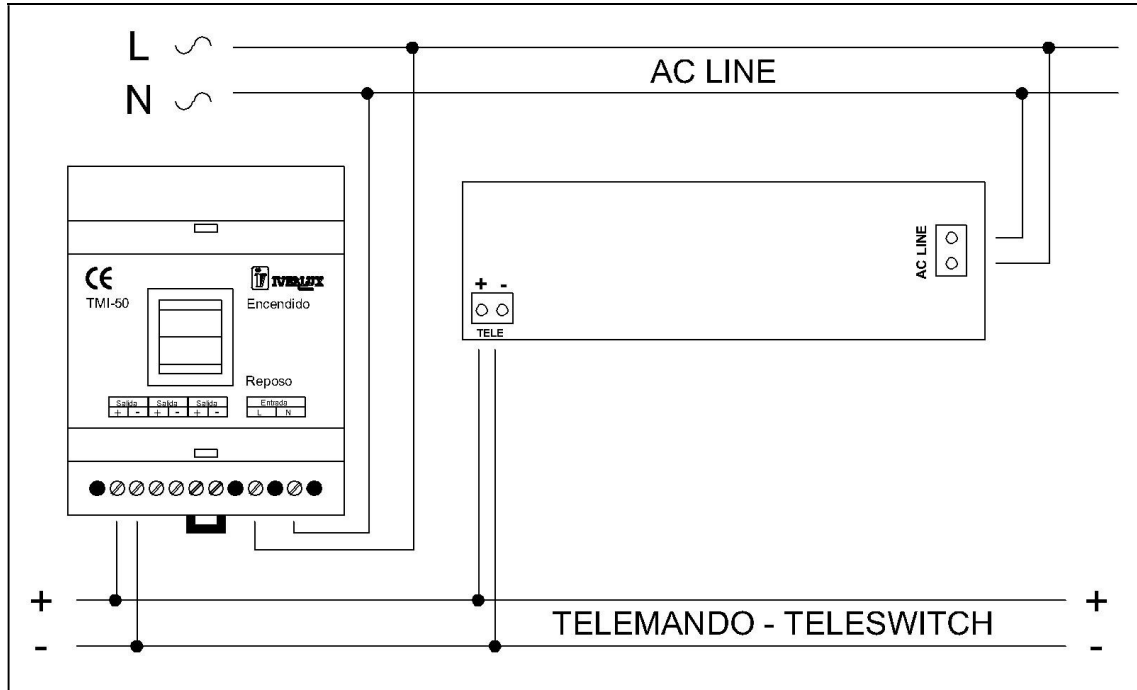 L
AC LINE
N
CE
IVERLUX
TMI-50
Encendido
Reposo
Salida Salida Salida Entrada
+ - + - + - L N
AC LINE
+ -
TELE
+ +
TELEMANDO - TELESWITCH
- -